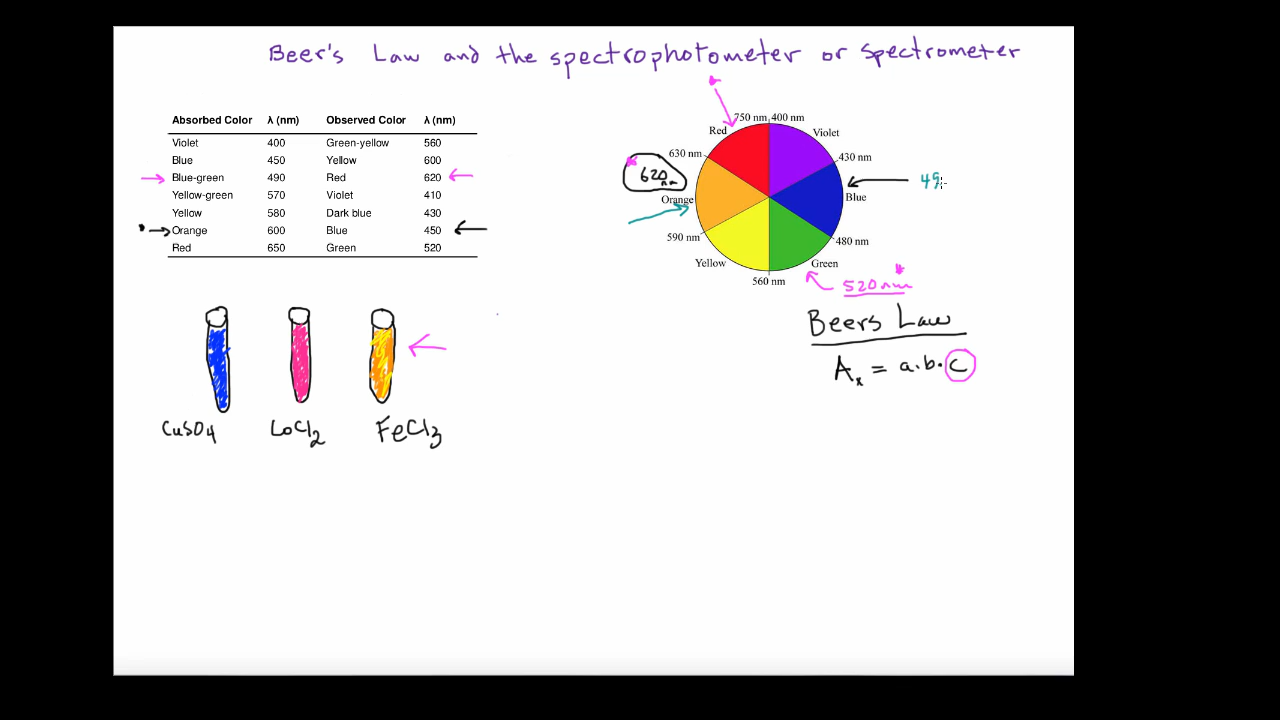 Beer's Law and the spectrophotometer or spectrometer
Absorbed Color λ (nm) Observed Color λ (nm)
Violet 400 Green-yellow 560
Blue 450 Yellow 600
Blue-green 490 Red 620
Yellow-green 570 Violet 410
Yellow 580 Dark blue 430
Orange 600 Blue 450
Red 650 Green 520
750 nm 400 nm
Red
Violet
630 nm
430 nm
620 nm
49
Orange
Blue
590 nm
480 nm
Yellow
Green
560 nm
520 nm *
Beers Law
Aₓ = a.b.c
CuSO4
CoCl2
FeCl3